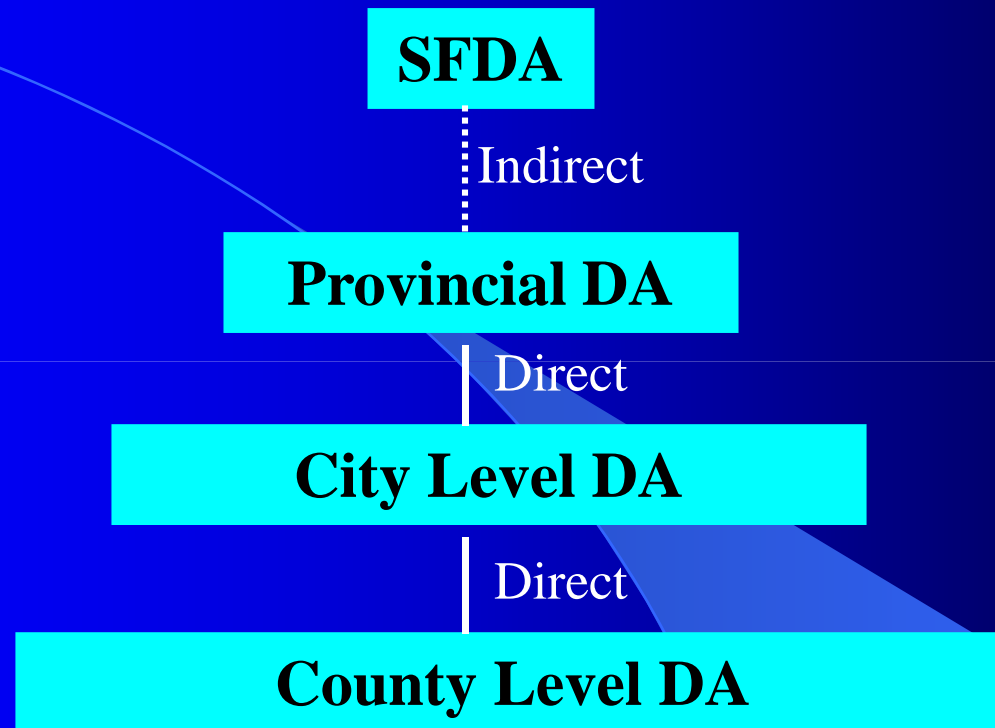 SFDA
Indirect
Provincial DA
Direct
City Level DA
Direct
County Level DA